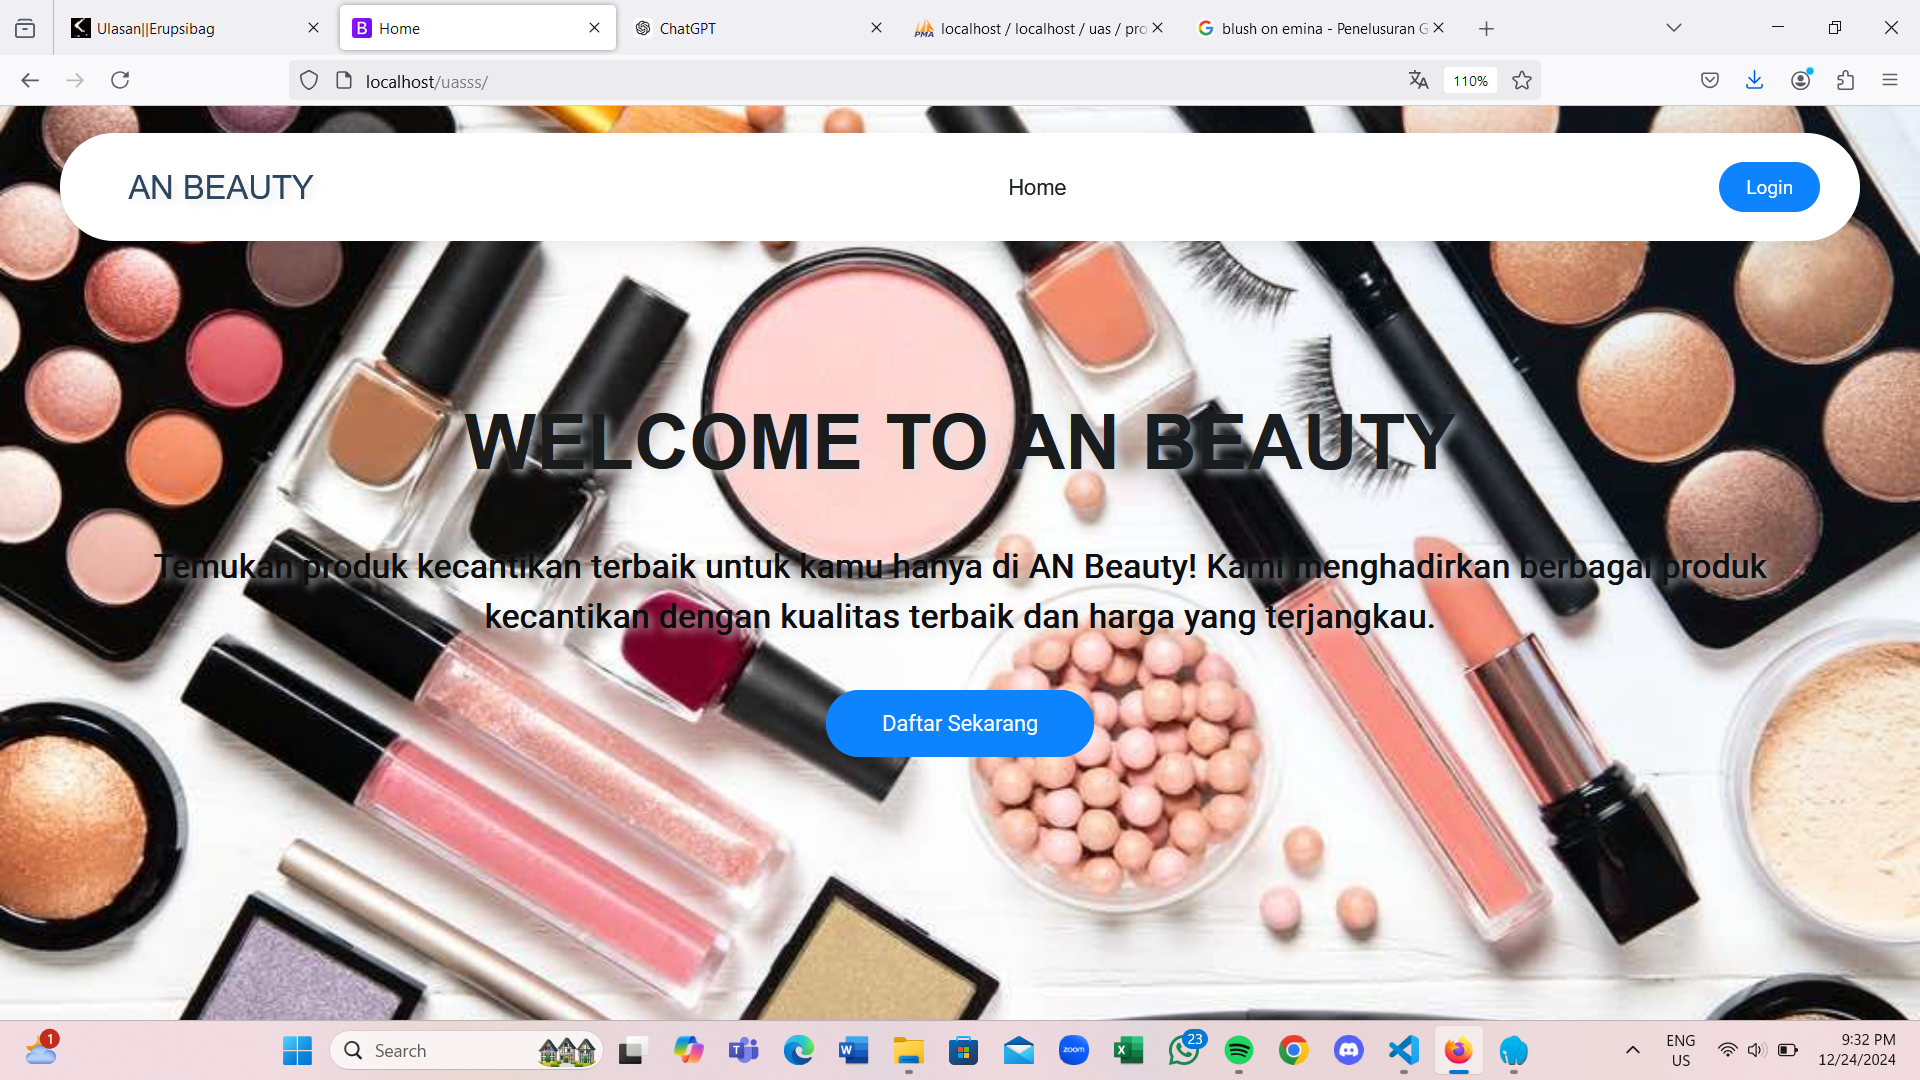 Ulasan||Erupsibag
Home
ChatGPT
localhost / localhost / uas / pro
blush on emina - Penelusuran G
localhost/uasss/
110%
AN BEAUTY
Home
Login
WELCOME TO AN BEAUTY
Temukan produk kecantikan terbaik untuk kamu hanya di AN Beauty! Kami menghadirkan berbagai produk
kecantikan dengan kualitas terbaik dan harga yang terjangkau.
Daftar Sekarang
1
Search
zoom
23
ENG
US
9:32 PM
12/24/2024